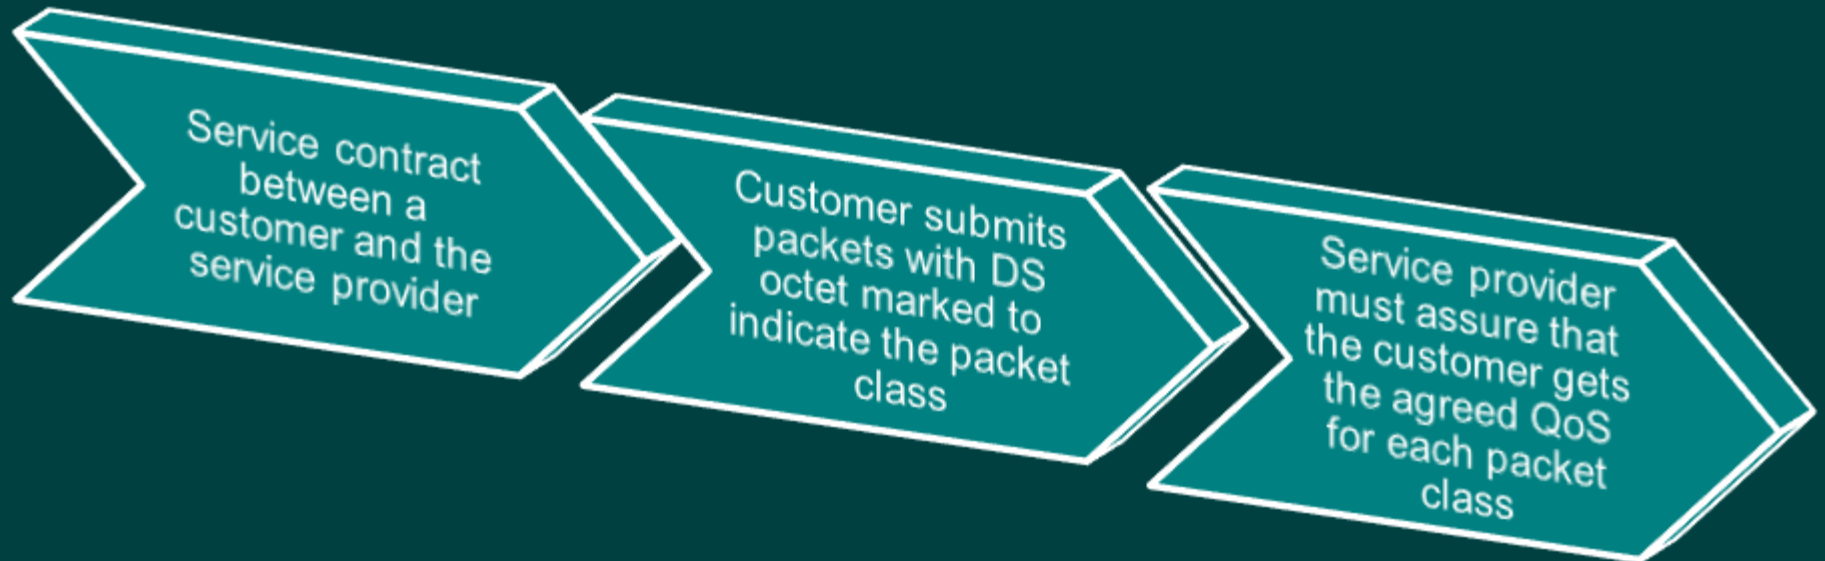 Service contract
between a
customer and the
service provider
Customer submits
packets with DS
octet marked to
indicate the packet
class
Service provider
must assure that
the customer gets
the agreed QoS
for each packet
class